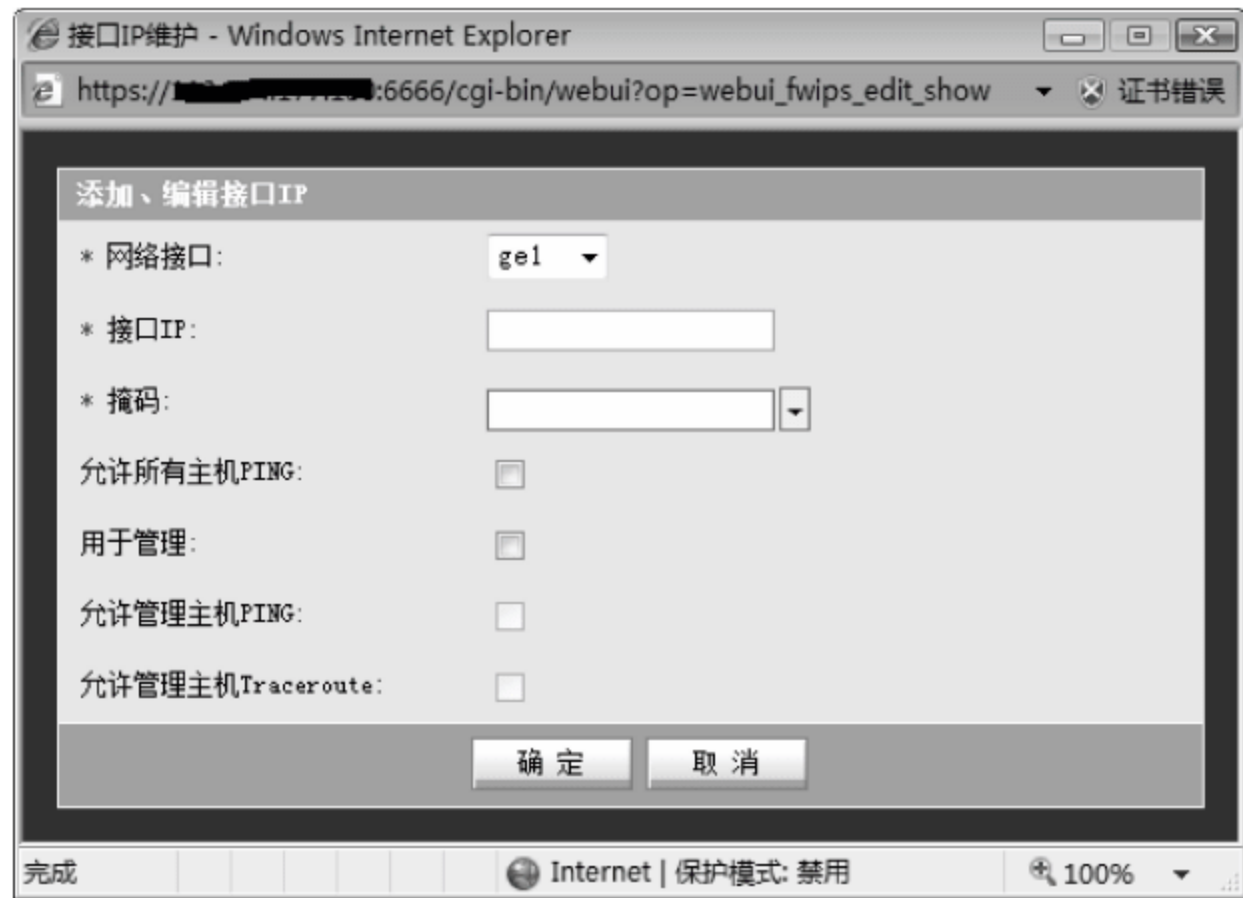 接口IP维护 - Windows Internet Explorer
https:// :6666/cgi-bin/webui?op=webui_fwips_edit_show 证书错误
添加、编辑接口IP
* 网络接口: ge1
* 接口IP:
* 掩码:
允许所有主机PING:
用于管理:
允许管理主机PING:
允许管理主机Traceroute:
确 定 取 消
完成 Internet | 保护模式: 禁用 100%